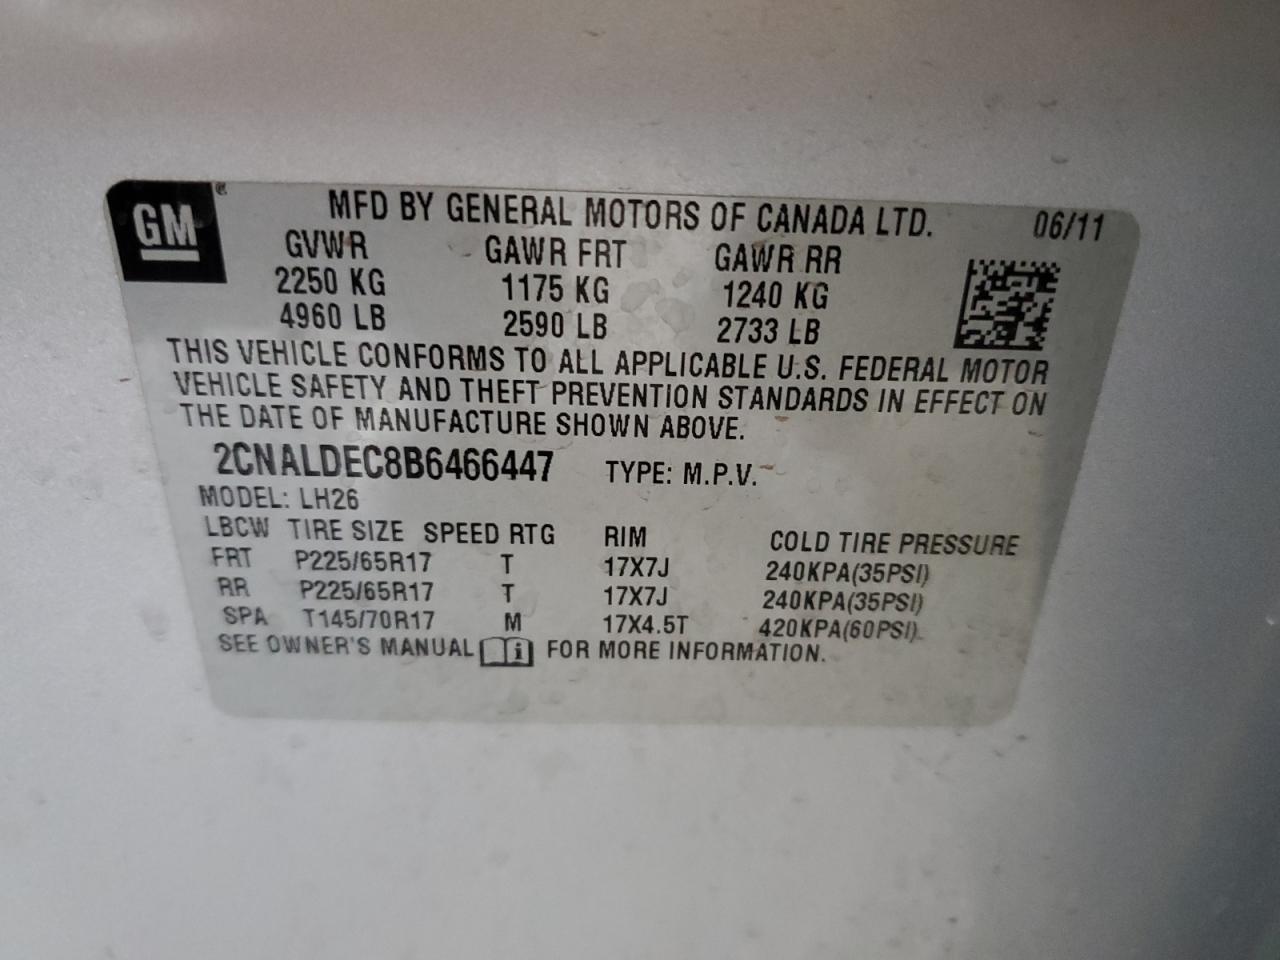 GM ® MFD BY GENERAL MOTORS OF CANADA LTD. 06/11
GVWR GAWR FRT GAWR RR
2250 KG 1175 KG 1240 KG
4960 LB 2590 LB 2733 LB
THIS VEHICLE CONFORMS TO ALL APPLICABLE U.S. FEDERAL MOTOR
VEHICLE SAFETY AND THEFT PREVENTION STANDARDS IN EFFECT ON
THE DATE OF MANUFACTURE SHOWN ABOVE.
2CNALDEC8B6466447 TYPE: M.P.V.
MODEL: LH26
LBCW TIRE SIZE SPEED RTG RIM COLD TIRE PRESSURE
FRT P225/65R17 T 17X7J 240KPA(35PSI)
RR P225/65R17 T 17X7J 240KPA(35PSI)
SPA T145/70R17 M 17X4.5T 420KPA(60PSI)
SEE OWNER'S MANUAL i FOR MORE INFORMATION.